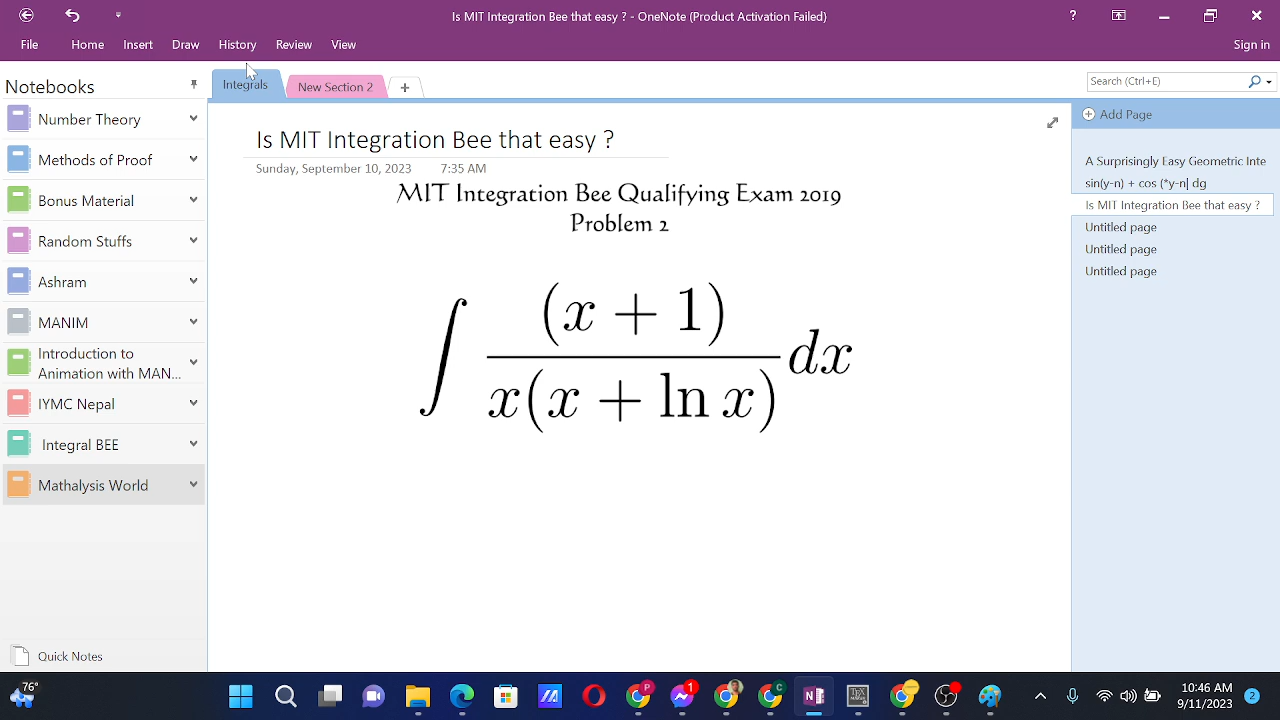 Is MIT Integration Bee that easy ? - OneNote (Product Activation Failed)
?
File Home Insert Draw History Review View
Sign in
Notebooks
Integrals
New Section 2
+
Search (Ctrl+E)
Number Theory
Methods of Proof
Bonus Material
Random Stuffs
Ashram
MANIM
Introduction to
Animation with MAN...
IYMC Nepal
Integral BEE
Mathalysis World
Quick Notes
Is MIT Integration Bee that easy ?
Sunday, September 10, 2023 7:35 AM
MIT Integration Bee Qualifying Exam 2019
Problem 2
∫ (x + 1) / x(x + ln x) dx
Add Page
A Surprisingly Easy Geometric Inte
sin(y-n) + cos (*y-n[ dg
Is MIT Integration Bee that easy ?
Untitled page
Untitled page
Untitled page
76°
P
1
C
N
TEX
10:46 AM
9/17/2023
2